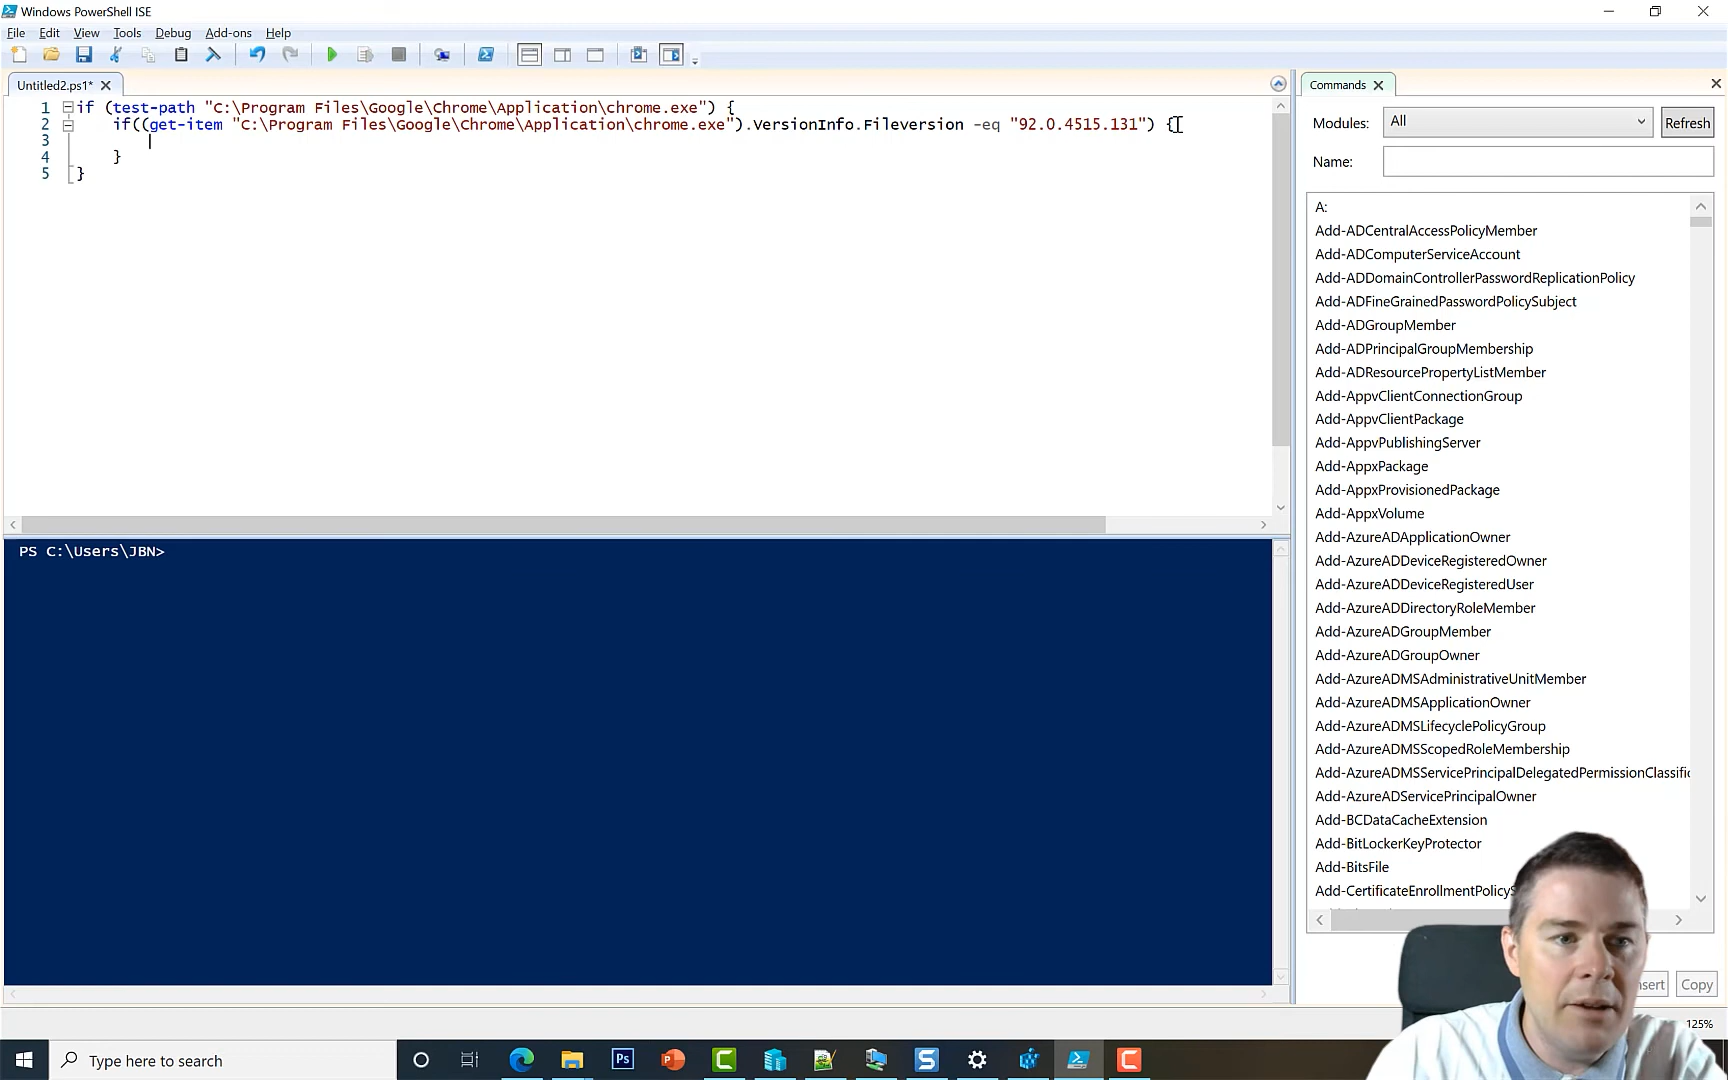 Windows PowerShell ISE
File Edit View Tools Debug Add-ons Help
Untitled2.ps1*
1 if (test-path "C:\Program Files\Google\Chrome\Application\chrome.exe") {
2 if((get-item "C:\Program Files\Google\Chrome\Application\chrome.exe").VersionInfo.Fileversion -eq "92.0.4515.131") {
3
4 }
5 }
PS C:\Users\JBN>
Commands
Modules: All Refresh
Name:
A:
Add-ADCentralAccessPolicyMember
Add-ADComputerServiceAccount
Add-ADDomainControllerPasswordReplicationPolicy
Add-ADFineGrainedPasswordPolicySubject
Add-ADGroupMember
Add-ADPrincipalGroupMembership
Add-ADResourcePropertyListMember
Add-AppvClientConnectionGroup
Add-AppvClientPackage
Add-AppvPublishingServer
Add-AppxPackage
Add-AppxProvisionedPackage
Add-AppxVolume
Add-AzureADApplicationOwner
Add-AzureADDeviceRegisteredOwner
Add-AzureADDeviceRegisteredUser
Add-AzureADDirectoryRoleMember
Add-AzureADGroupMember
Add-AzureADGroupOwner
Add-AzureADMSAdministrativeUnitMember
Add-AzureADMSApplicationOwner
Add-AzureADMSLifecyclePolicyGroup
Add-AzureADMSScopedRoleMembership
Add-AzureADMSServicePrincipalDelegatedPermissionClassific
Add-AzureADServicePrincipalOwner
Add-BCDataCacheExtension
Add-BitLockerKeyProtector
Add-BitsFile
Add-CertificateEnrollmentPolicyS
nsert Copy
125%
Type here to search
Ps